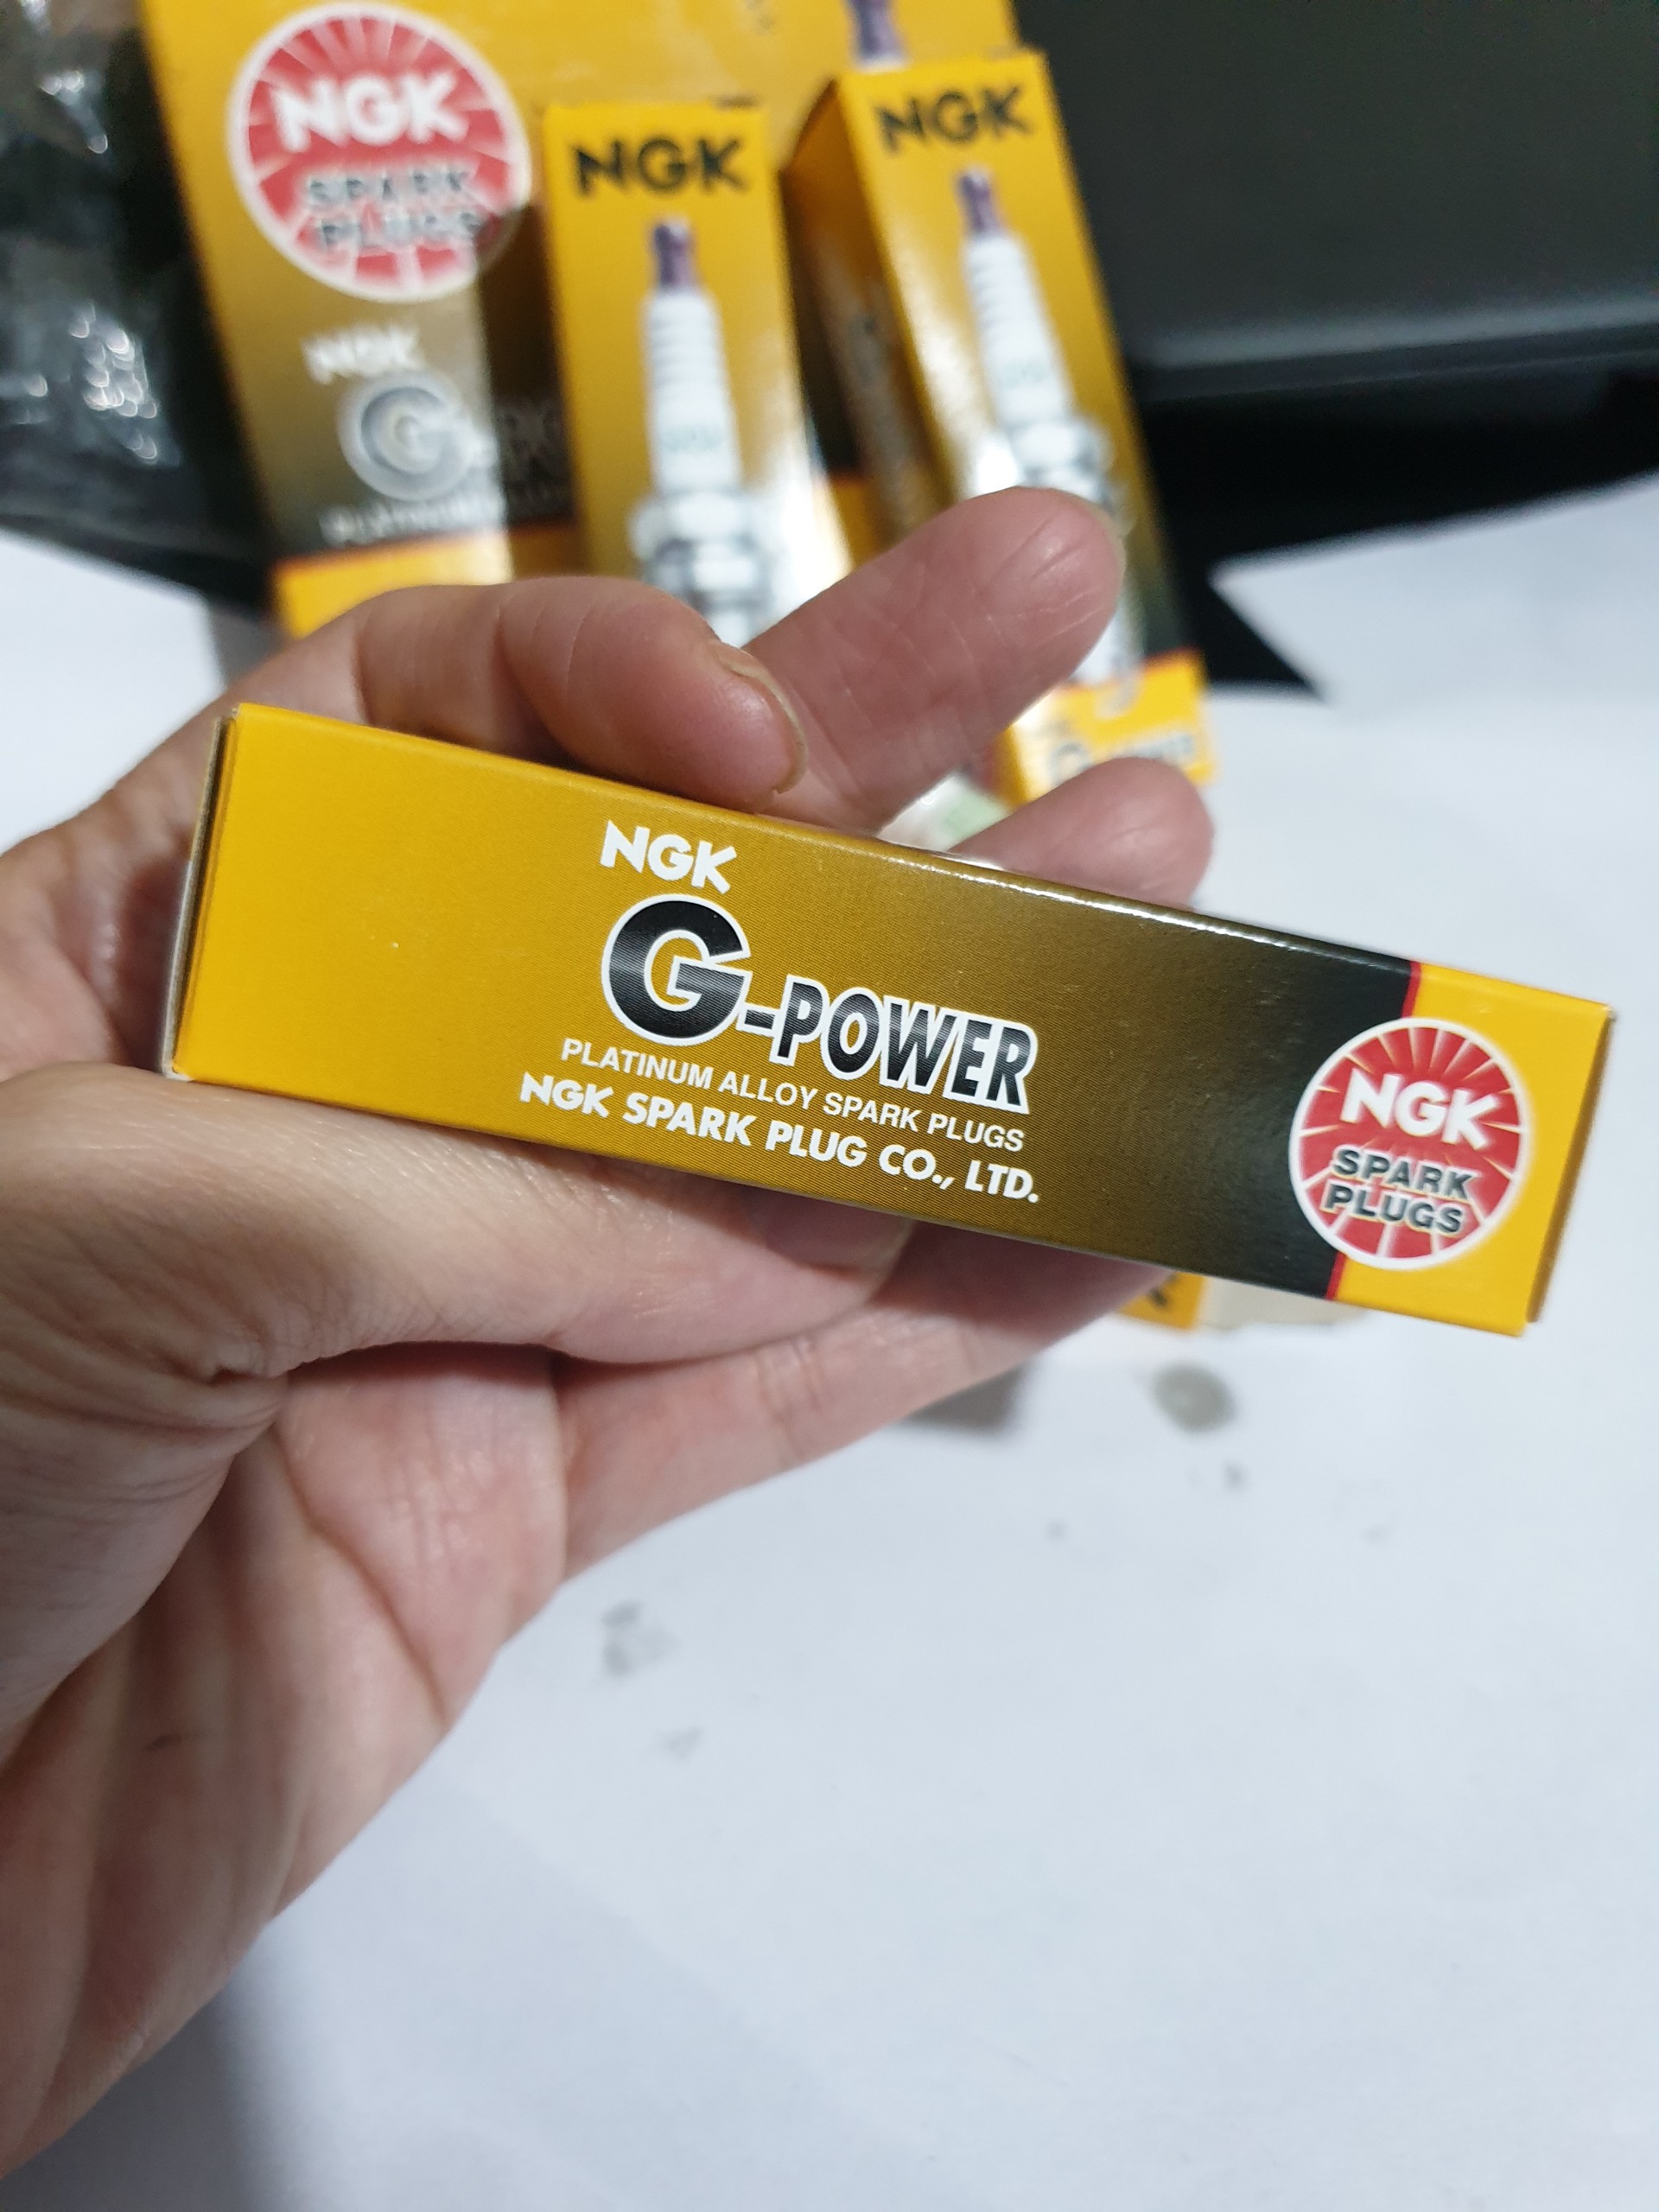 NGK
SPARK
PLUGS
NGK
G
NGK
NGK
NGK
G-POWER
PLATINUM ALLOY SPARK PLUGS
NGK SPARK PLUG CO., LTD.
NGK
SPARK
PLUGS